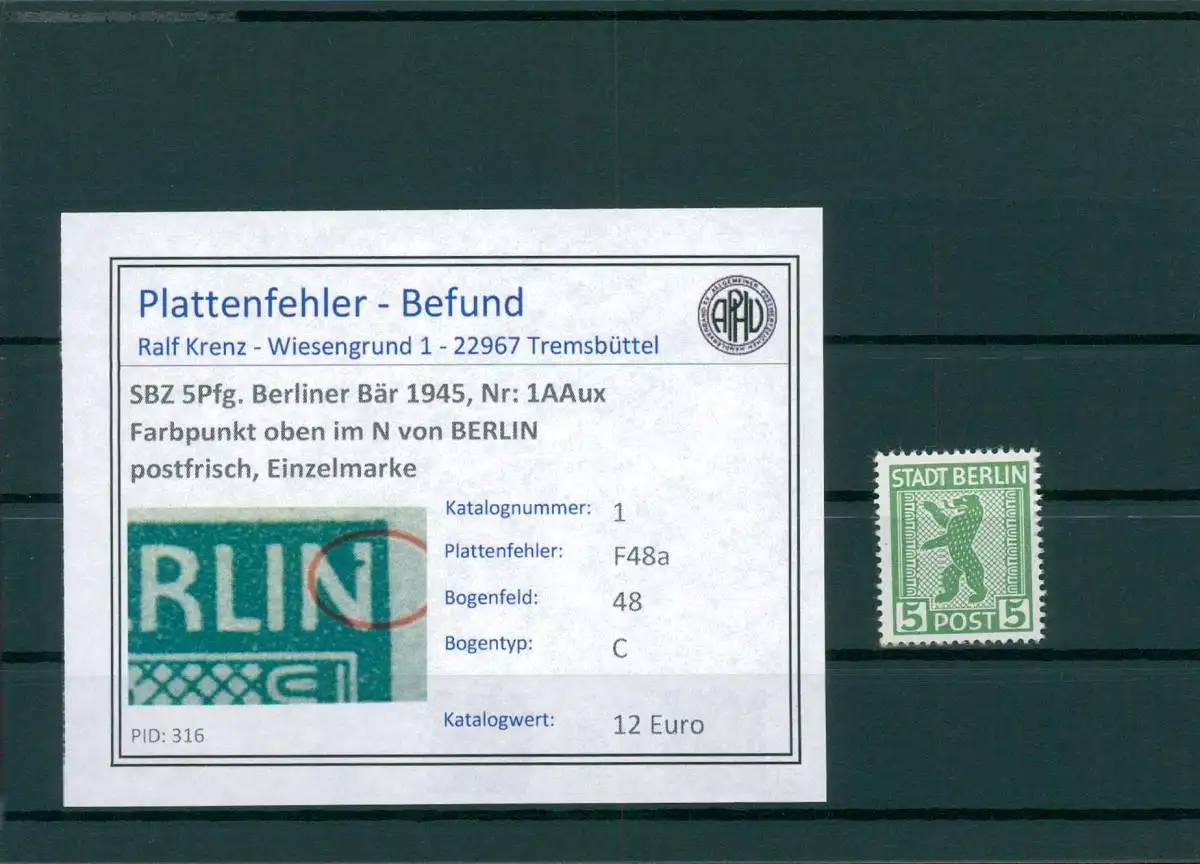 Plattenfehler - Befund
Ralf Krenz - Wiesengrund 1 - 22967 Tremsbüttel
APHV
SBZ 5Pfg. Berliner Bär 1945, Nr: 1AAux
Farbpunkt oben im N von BERLIN
postfrisch, Einzelmarke
ERLIN
Katalognummer: 1
Plattenfehler: F48a
Bogenfeld: 48
Bogentyp: C
Katalogwert: 12 Euro
PID: 316
STADT BERLIN
5 POST 5